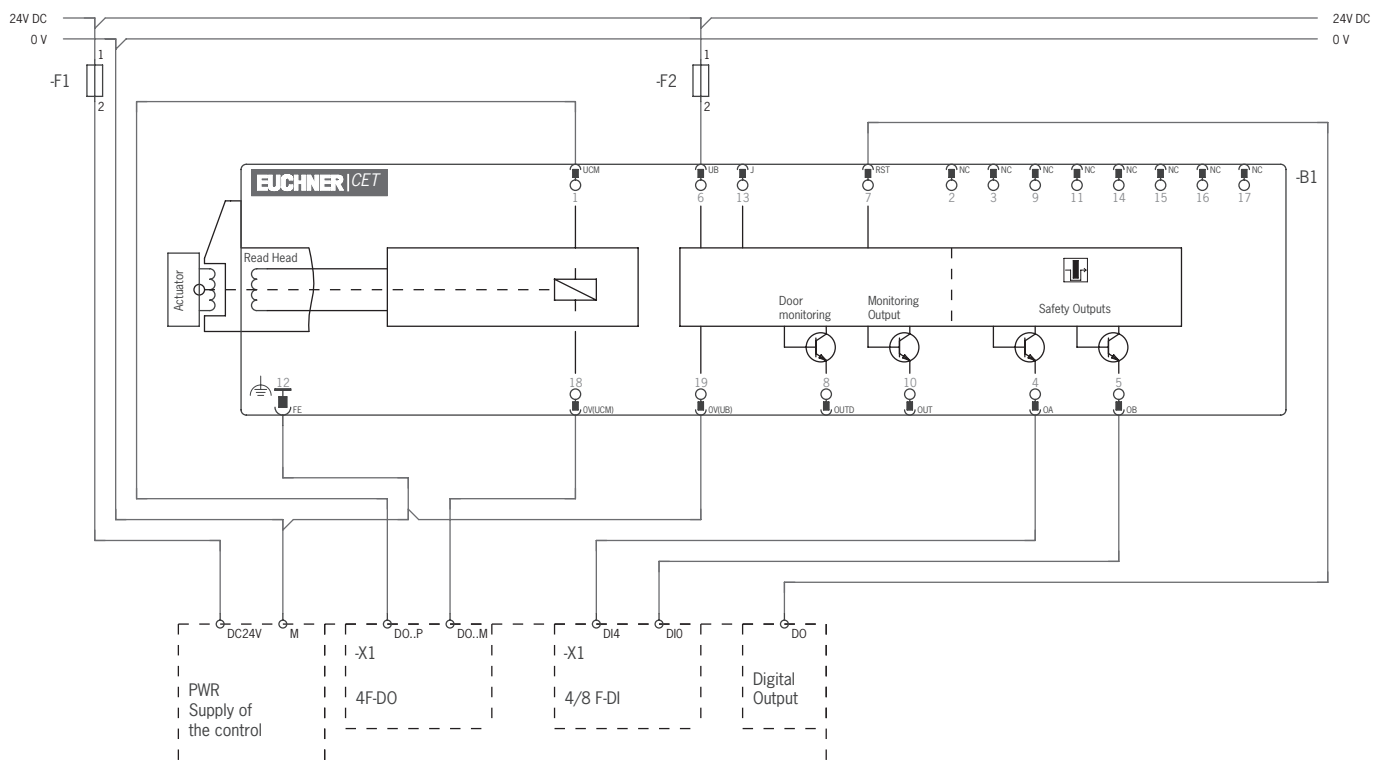 24V DC
24V DC
0 V
0 V
1
1
-F1
-F2
2
2
EUCHNER CET
UCM
UB
J
RST
NC
NC
NC
NC
NC
NC
NC
NC
-B1
1
6
13
7
2
3
9
11
14
15
16
17
Read Head
Actuator
Door
monitoring
Monitoring
Output
Safety Outputs
12
18
19
8
10
4
5
FE
0V(UCM)
0V(UB)
OUTD
OUT
OA
OB
DC24V
M
DO..P
DO..M
DI4
DI0
DO
-X1
-X1
PWR
Supply of
the control
4F-DO
4/8 F-DI
Digital
Output